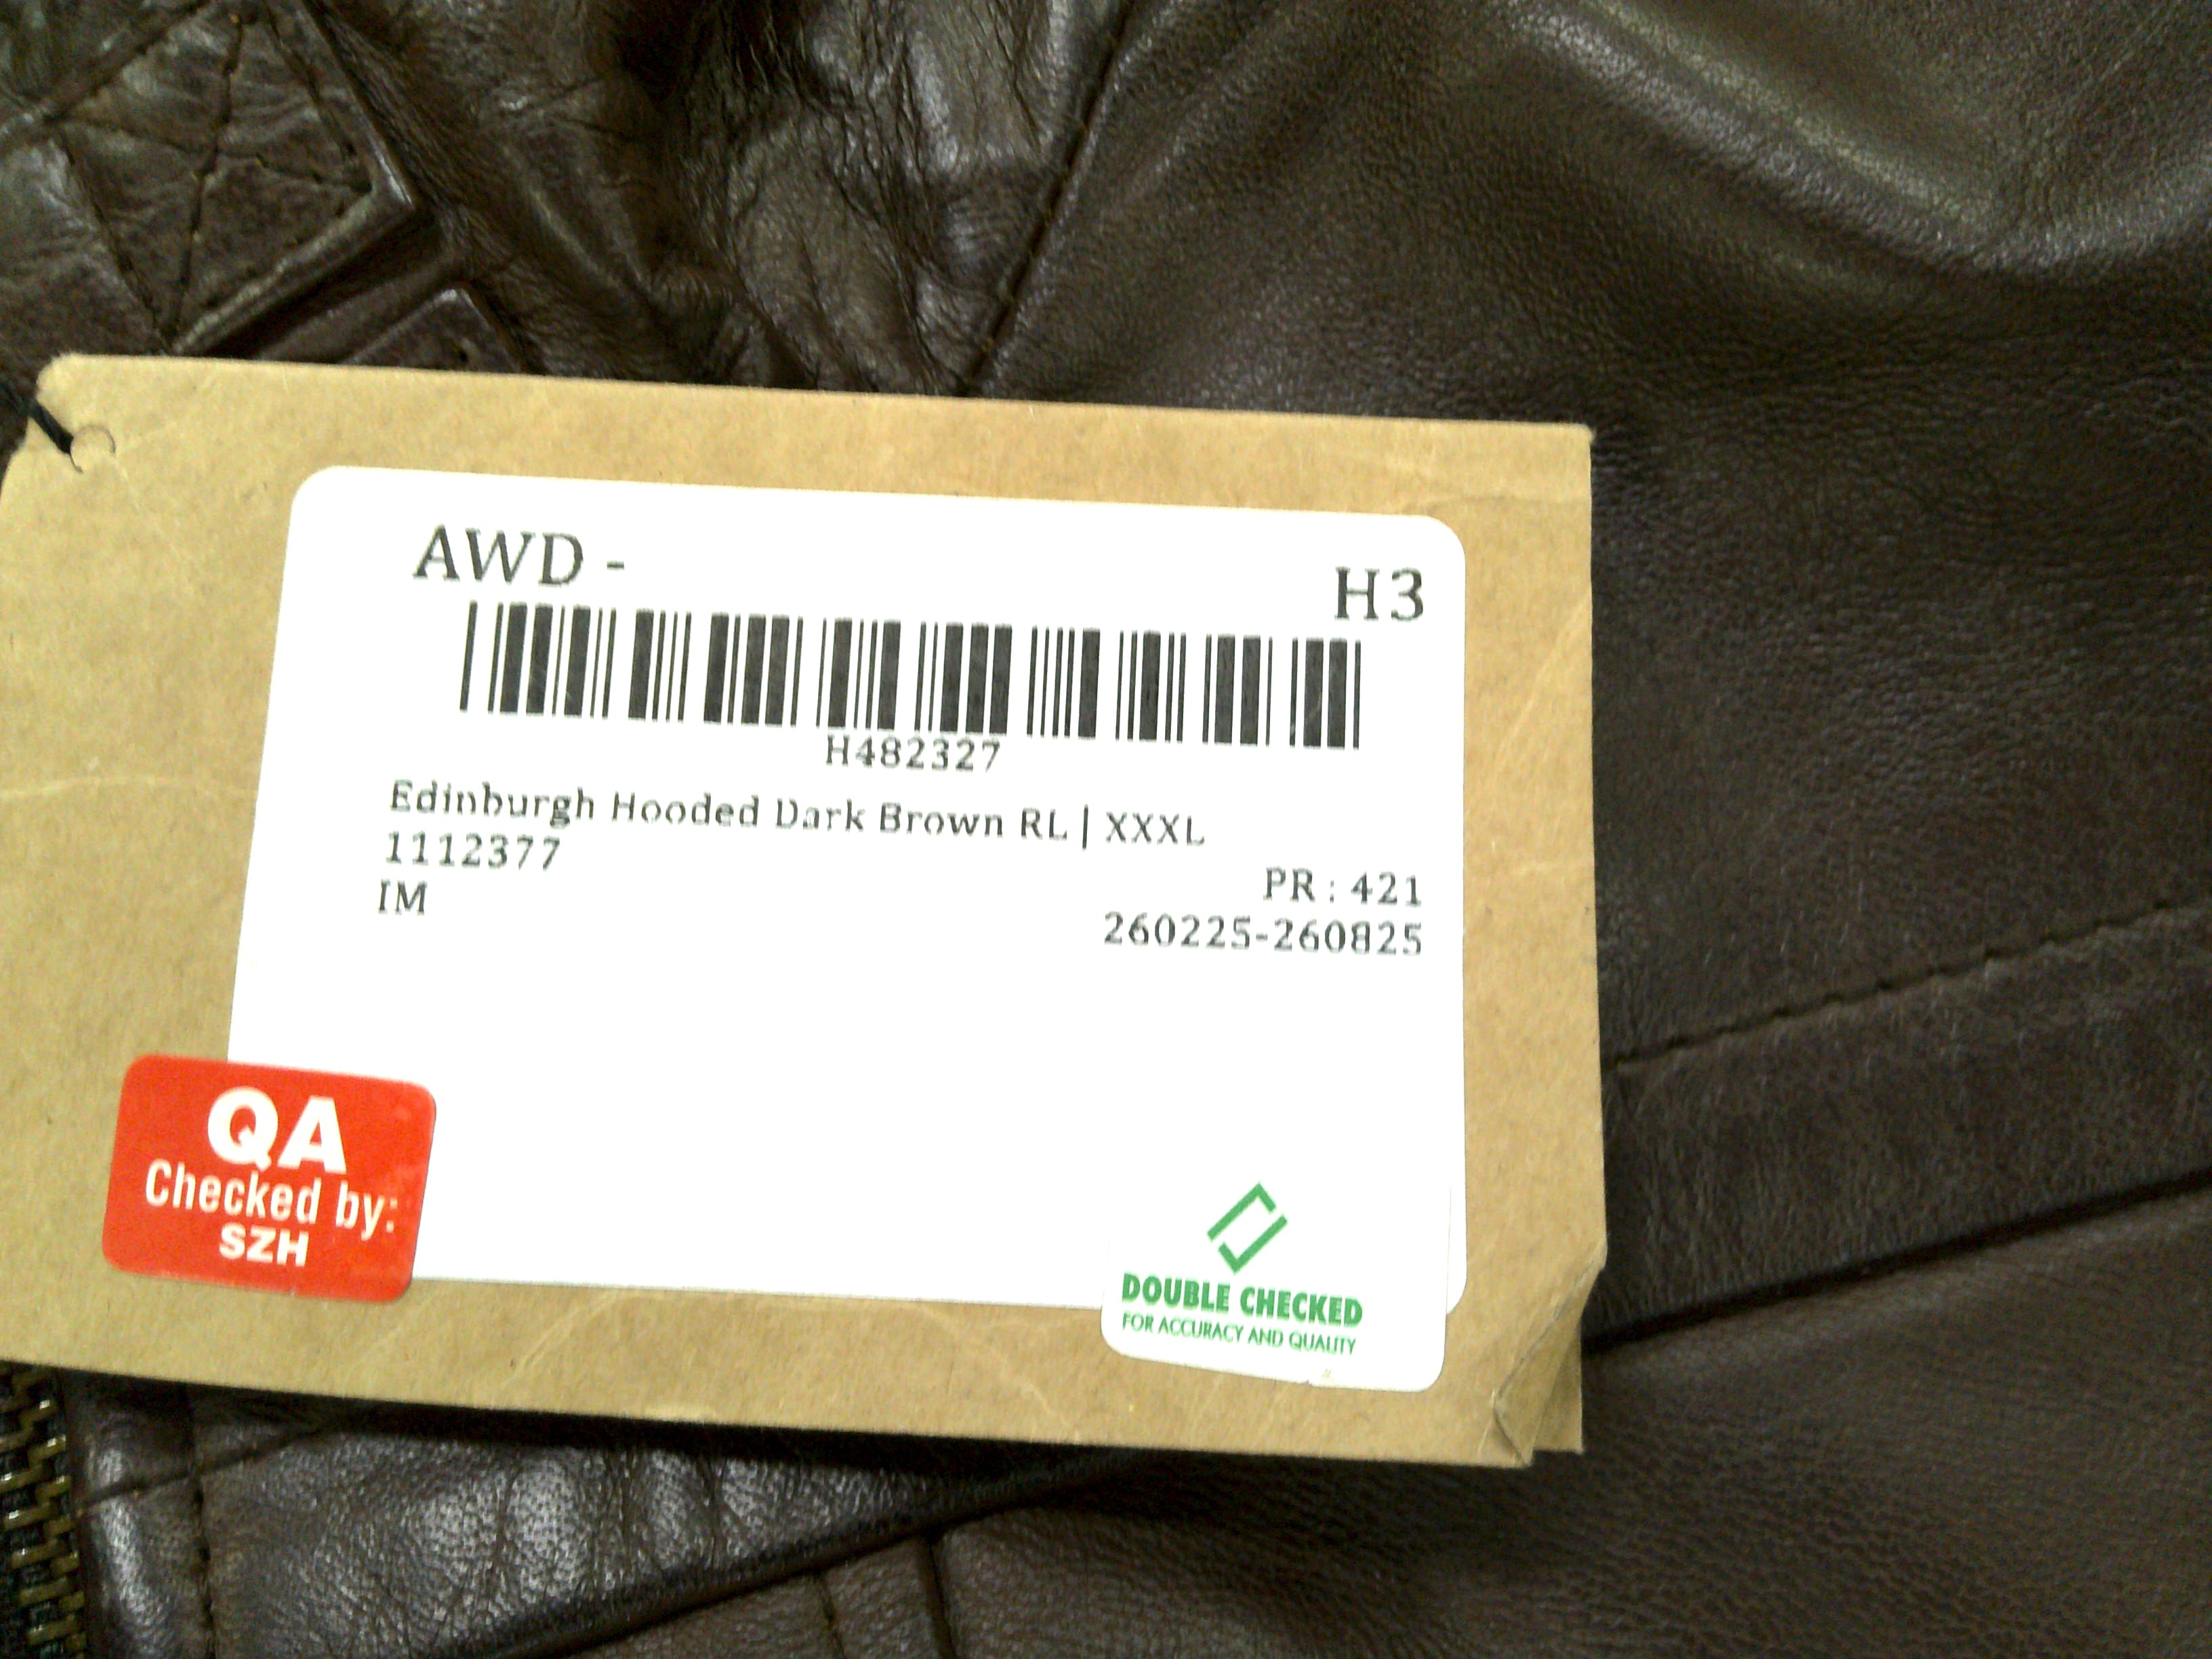 AWD -
H3
H482327
Edinburgh Hooded Dark Brown RL | XXXL
1112377
PR : 421
IM
260225-260825
QA
Checked by:
SZH
DOUBLE CHECKED
FOR ACCURACY AND QUALITY